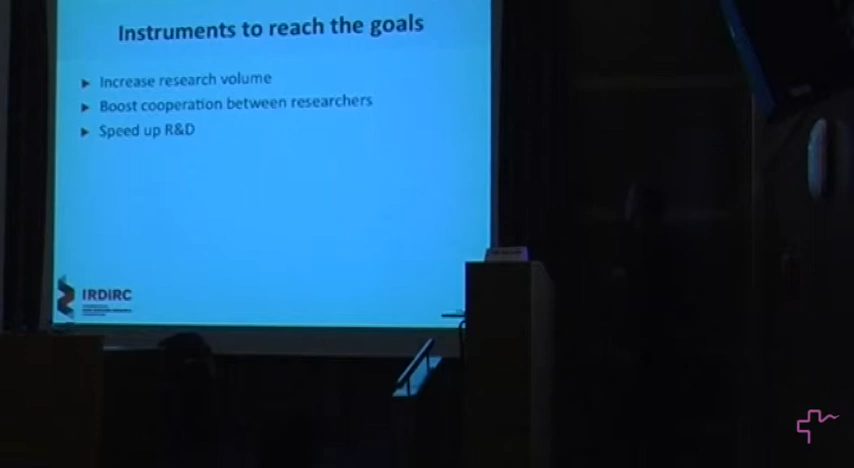 Instruments to reach the goals
Increase research volume
Boost cooperation between researchers
Speed up R&D
IRDiRC